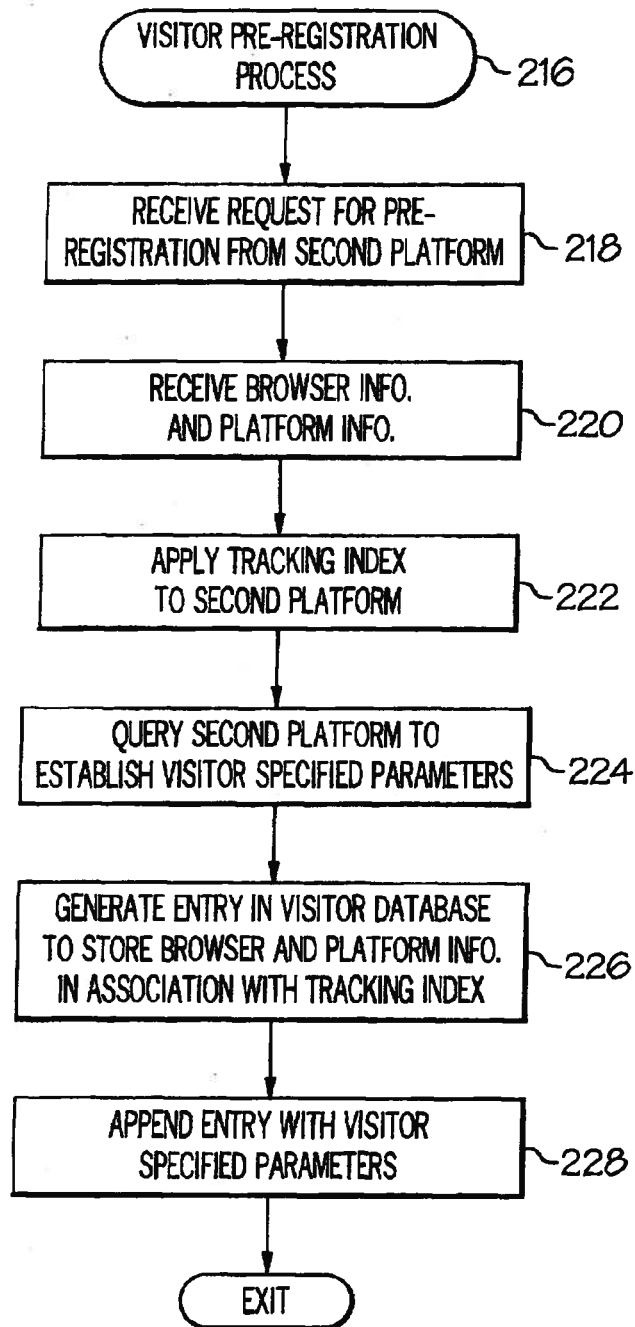 VISITOR PRE-REGISTRATION
PROCESS
216
RECEIVE REQUEST FOR PRE-
REGISTRATION FROM SECOND PLATFORM
218
RECEIVE BROWSER INFO.
AND PLATFORM INFO.
220
APPLY TRACKING INDEX
TO SECOND PLATFORM
222
QUERY SECOND PLATFORM TO
ESTABLISH VISITOR SPECIFIED PARAMETERS
224
GENERATE ENTRY IN VISITOR DATABASE
TO STORE BROWSER AND PLATFORM INFO.
IN ASSOCIATION WITH TRACKING INDEX
226
APPEND ENTRY WITH VISITOR
SPECIFIED PARAMETERS
228
EXIT